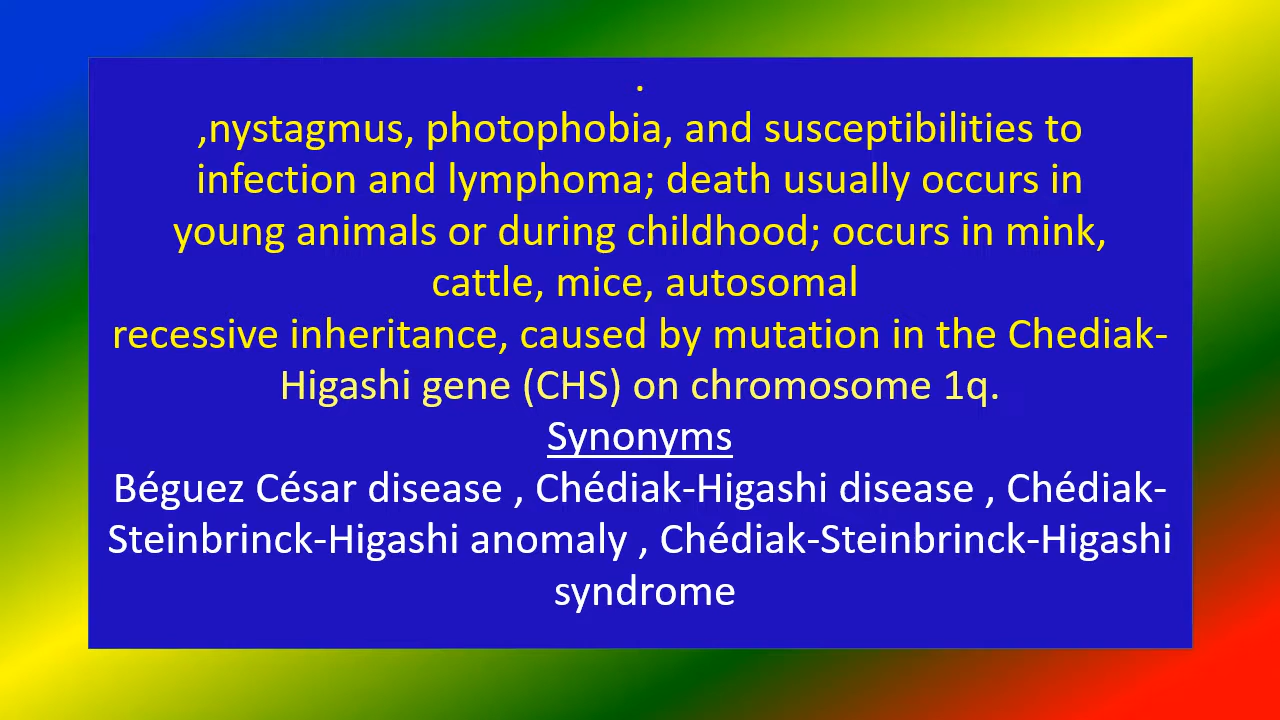 .
,nystagmus, photophobia, and susceptibilities to
infection and lymphoma; death usually occurs in
young animals or during childhood; occurs in mink,
cattle, mice, autosomal
recessive inheritance, caused by mutation in the Chediak-
Higashi gene (CHS) on chromosome 1q.
Synonyms
Béguez César disease , Chédiak-Higashi disease , Chédiak-
Steinbrinck-Higashi anomaly , Chédiak-Steinbrinck-Higashi
syndrome